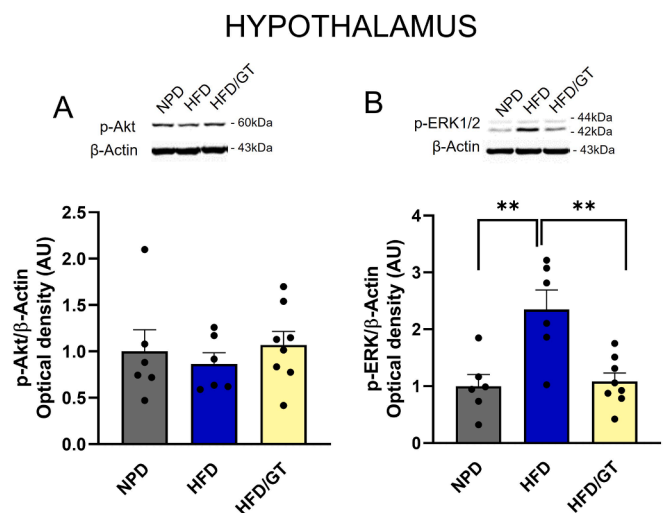 HYPOTHALAMUS
A
NPD
HFD
HFD/GT
p-Akt
- 60kDa
β-Actin
- 43kDa
p-Akt/β-Actin
Optical density (AU)
2.5
2.0
1.5
1.0
0.5
0.0
NPD
HFD
HFD/GT
B
NPD
HFD
HFD/GT
p-ERK1/2
- 44kDa
- 42kDa
β-Actin
- 43kDa
p-ERK/β-Actin
Optical density (AU)
**
**
4
3
2
1
0
NPD
HFD
HFD/GT